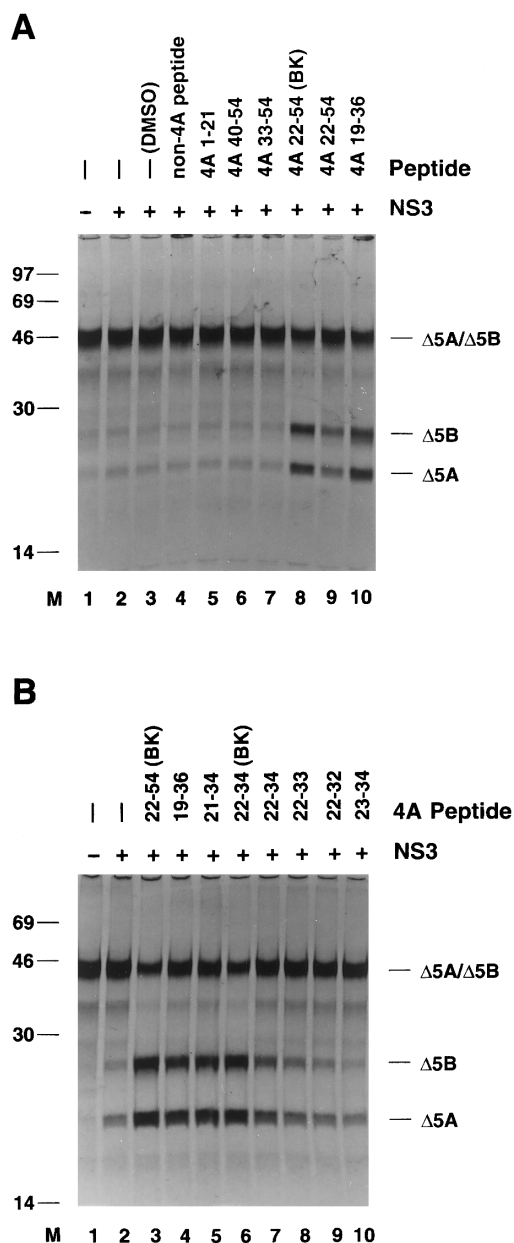 A
— — — (DMSO) non-4A peptide 4A 1-21 4A 40-54 4A 33-54 4A 22-54 (BK) 4A 22-54 4A 19-36 Peptide
– + + + + + + + + + NS3
97
69
46 Δ5A/Δ5B
30
Δ5B
Δ5A
14
M 1 2 3 4 5 6 7 8 9 10
B
— — 22-54 (BK) 19-36 21-34 22-34 (BK) 22-34 22-33 22-32 23-34 4A Peptide
– + + + + + + + + + NS3
69
46 Δ5A/Δ5B
30
Δ5B
Δ5A
14
M 1 2 3 4 5 6 7 8 9 10